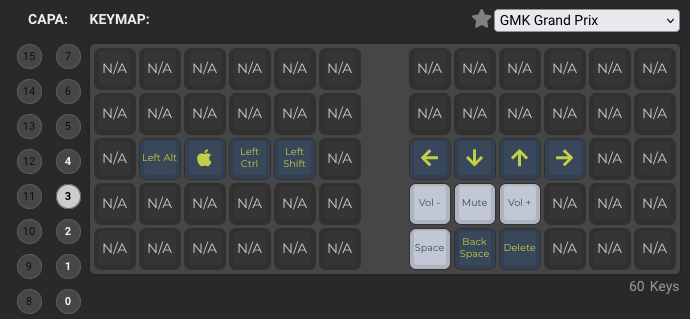 CAPA: KEYMAP: GMK Grand Prix
15 7 N/A N/A N/A N/A N/A N/A N/A N/A N/A N/A N/A N/A
14 6 N/A N/A N/A N/A N/A N/A N/A N/A N/A N/A N/A N/A
13 5
12 4 N/A Left Alt Left Ctrl Left Shift N/A N/A N/A
11 3 N/A N/A N/A N/A N/A N/A Vol - Mute Vol + N/A N/A N/A
10 2
9 1 N/A N/A N/A N/A N/A N/A Space Back Space Delete N/A N/A N/A
8 0
60 Keys